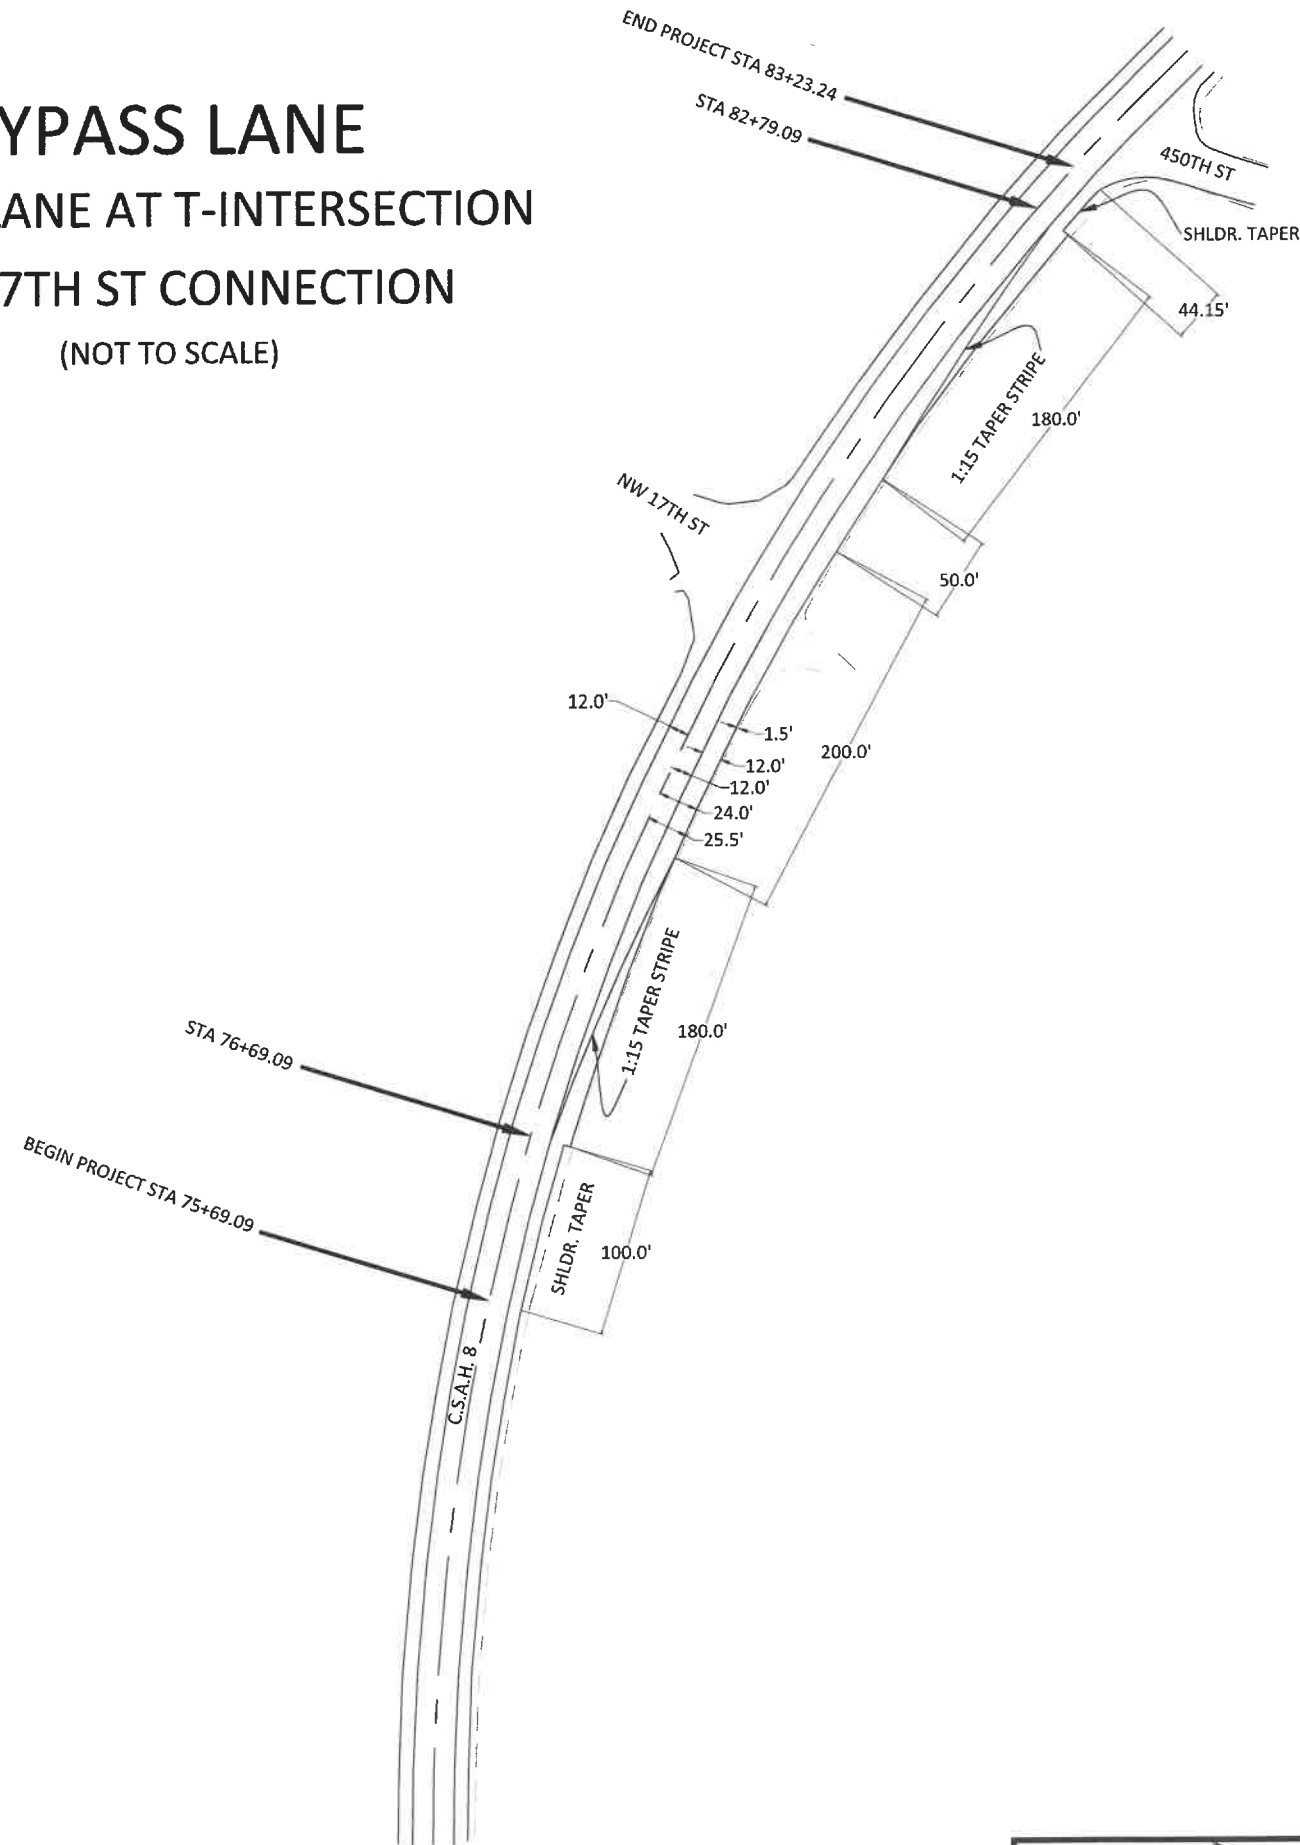 YPASS LANE
ANE AT T-INTERSECTION
7TH ST CONNECTION
(NOT TO SCALE)
END PROJECT STA 83+23.24
STA 82+79.09
450TH ST
SHLDR. TAPER
44.15'
1:15 TAPER STRIPE
180.0'
NW 17TH ST
50.0'
12.0'
1.5'
12.0'
12.0'
24.0'
25.5'
200.0'
1:15 TAPER STRIPE
180.0'
STA 76+69.09
BEGIN PROJECT STA 75+69.09
SHLDR. TAPER
100.0'
C.S.A.H. 8